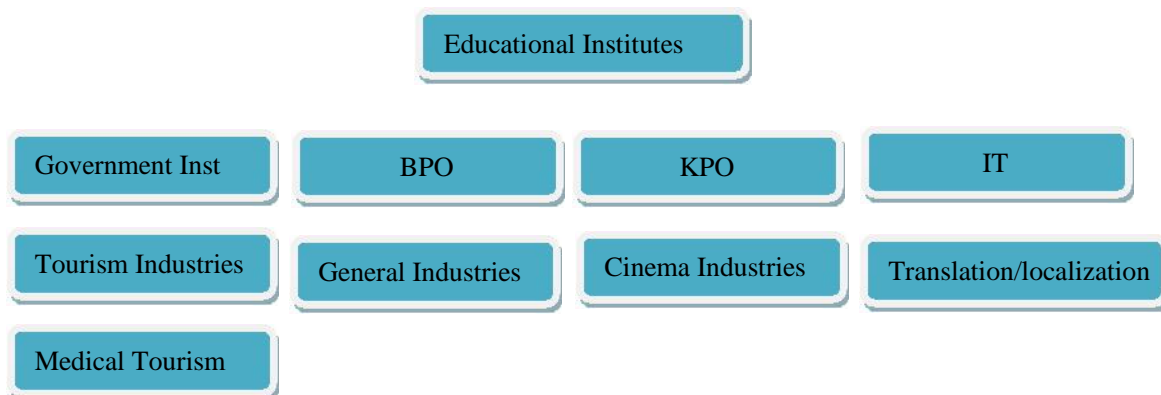 Educational Institutes
Government Inst
BPO
KPO
IT
Tourism Industries
General Industries
Cinema Industries
Translation/localization
Medical Tourism